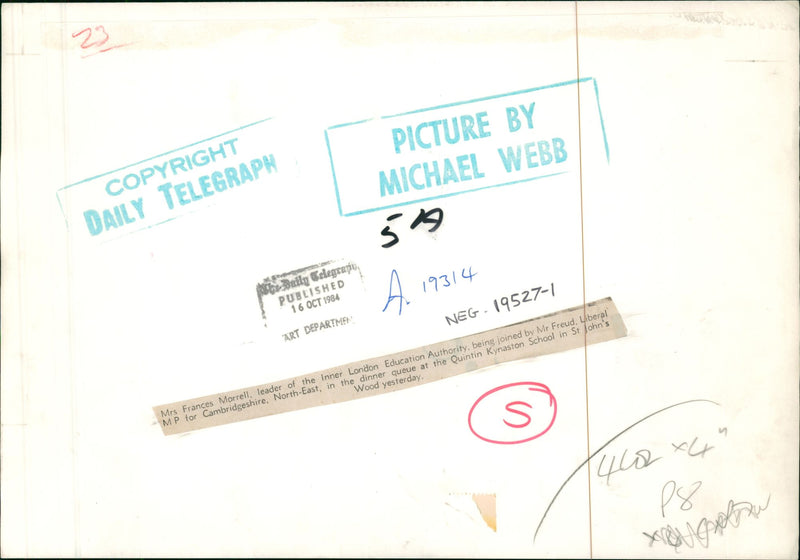 23
COPYRIGHT
DAILY TELEGRAPH
PICTURE BY
MICHAEL WEBB
5A
The Daily Telegraph
PUBLISHED
16 OCT 1984
ART DEPARTMEN
A. 19314
NEG. 19527-1
Mrs Frances Morrell, leader of the Inner London Education Authority, being joined by Mr Freud, Liberal
M P for Cambridgeshire, North-East, in the dinner queue at the Quintin Kynaston School in St John's
Wood yesterday.
S
x 4"
P8